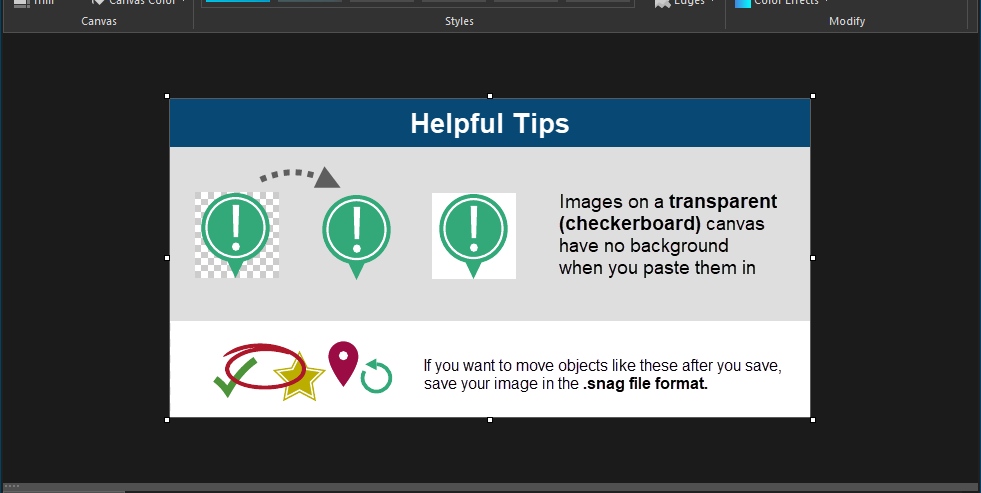 Trim
Canvas Color
Edges
Color Effects
Canvas
Styles
Modify
Helpful Tips
Images on a transparent
(checkerboard) canvas
have no background
when you paste them in
If you want to move objects like these after you save,
save your image in the .snag file format.